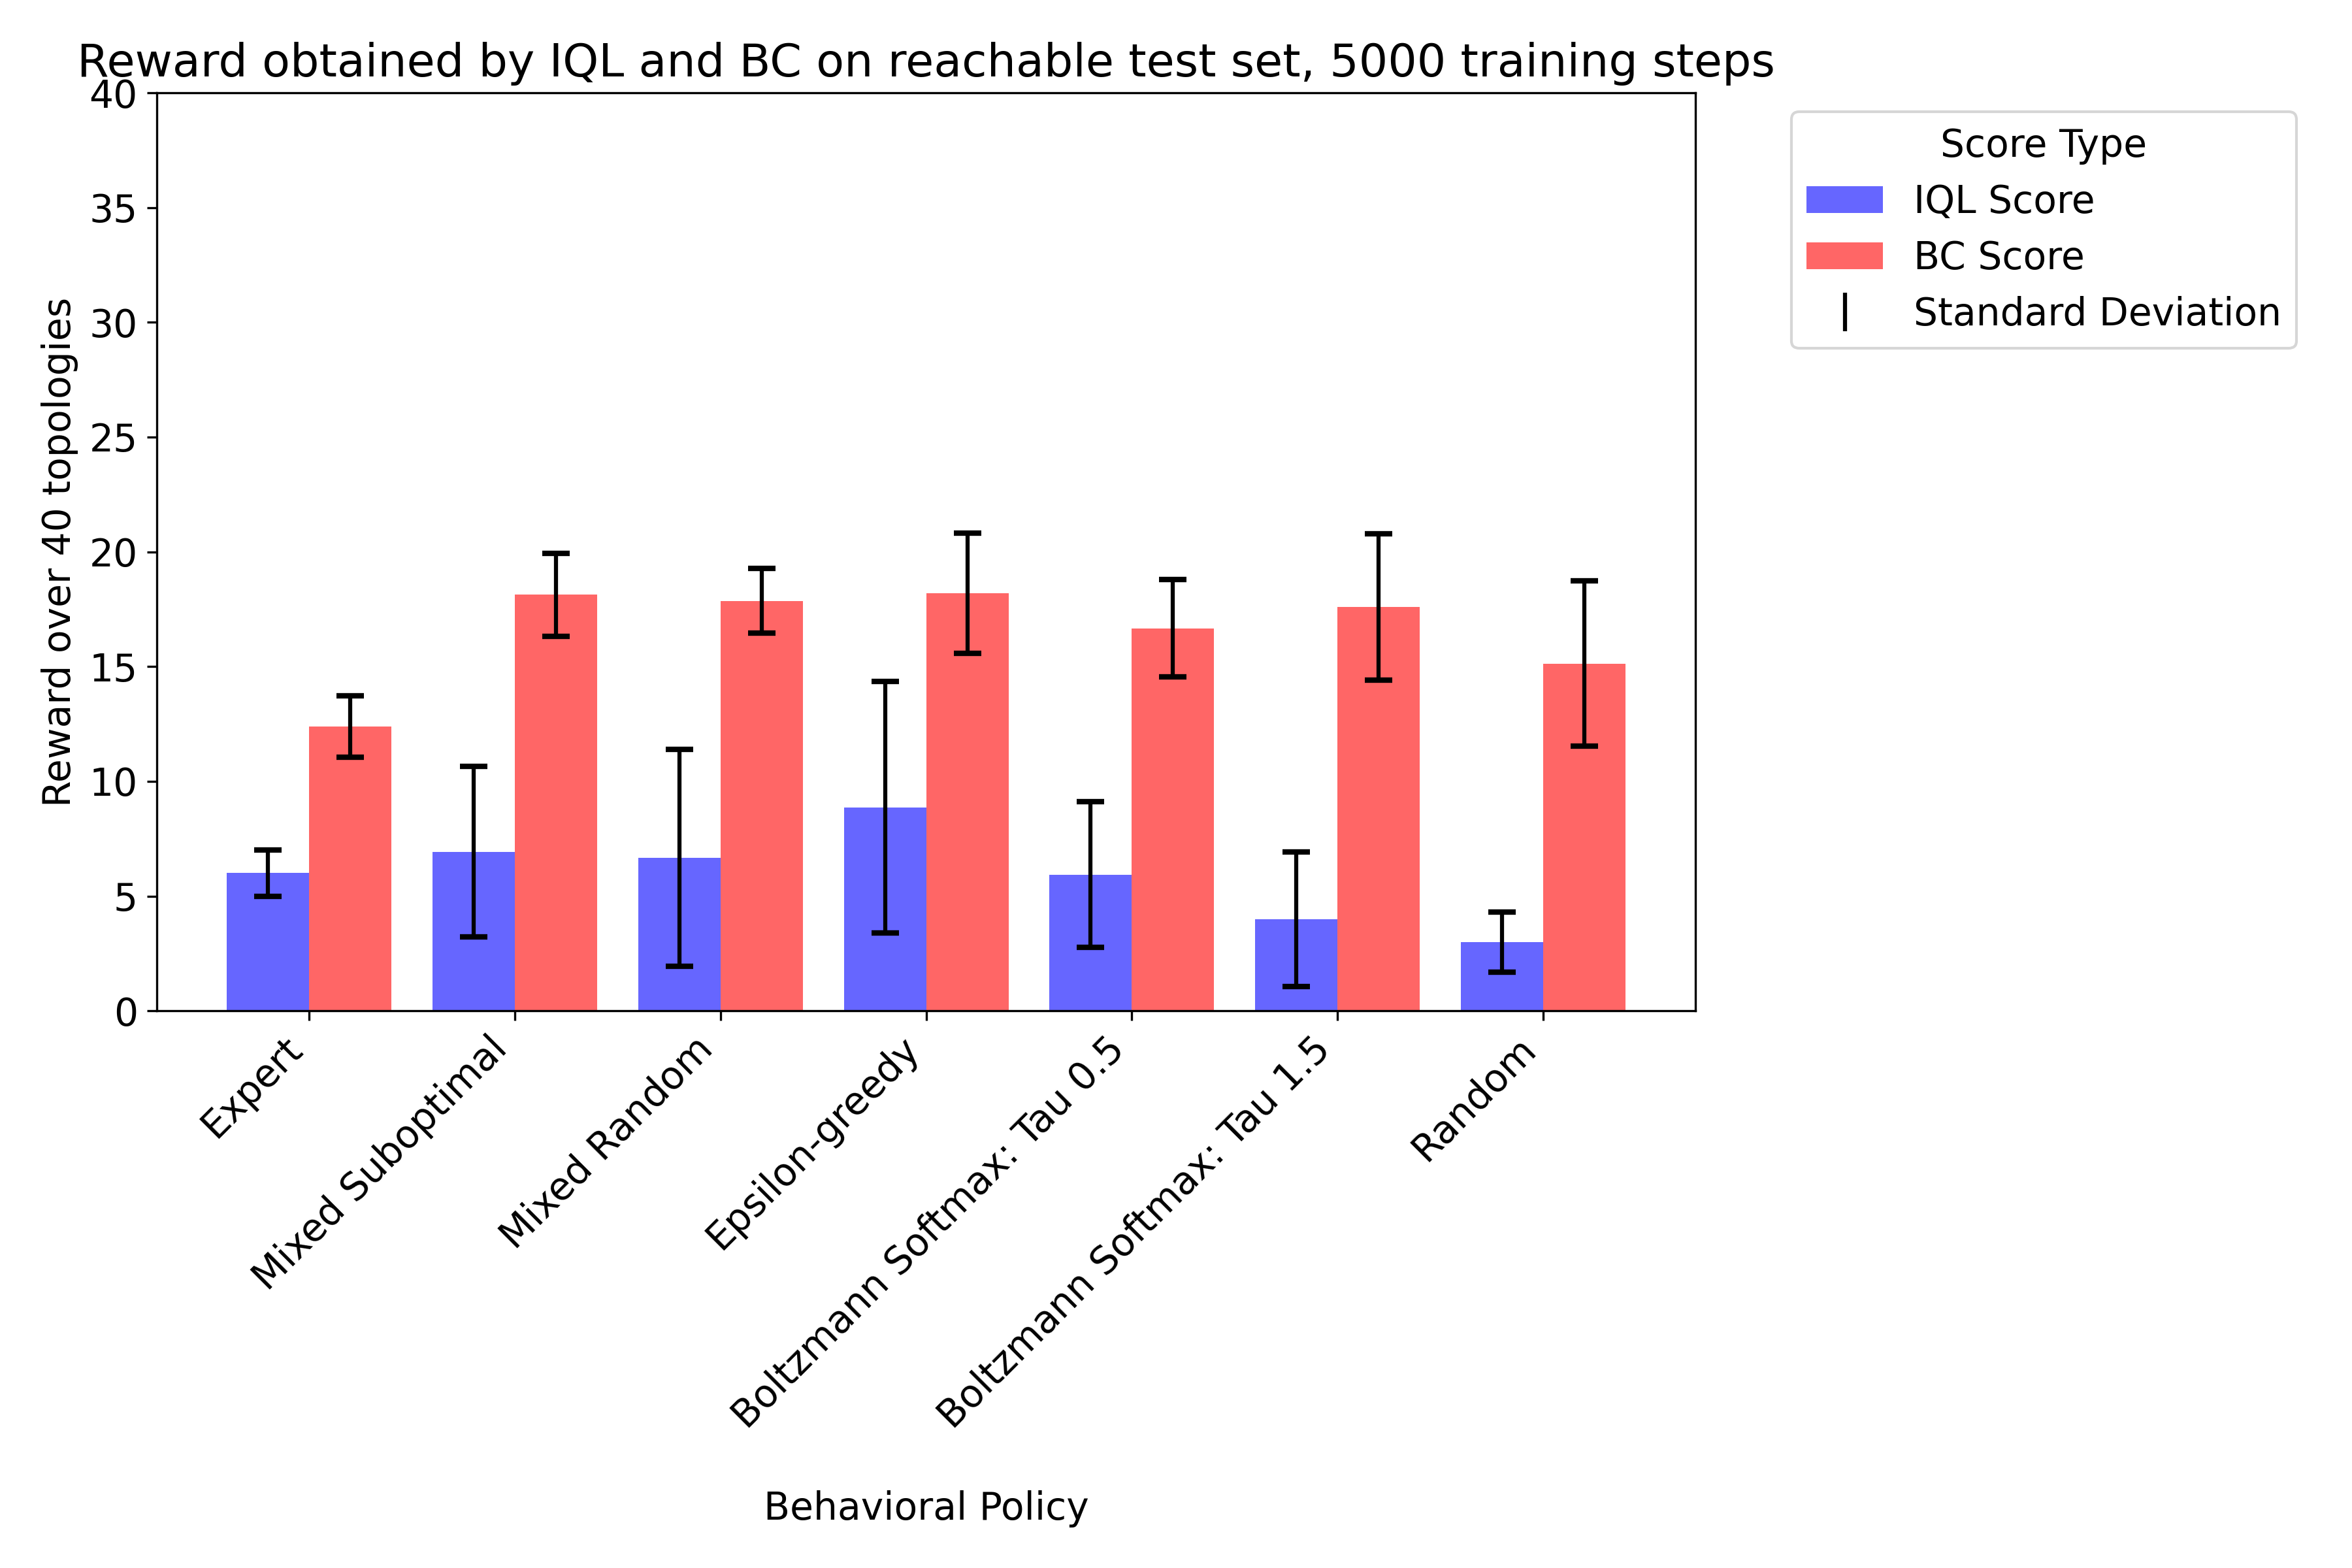 Reward obtained by IQL and BC on reachable test set, 5000 training steps
Reward over 40 topologies
40
35
30
25
20
15
10
5
0
Expert
Mixed Suboptimal
Mixed Random
Epsilon-greedy
Boltzmann Softmax: Tau 0.5
Boltzmann Softmax: Tau 1.5
Random
Behavioral Policy
Score Type
IQL Score
BC Score
Standard Deviation